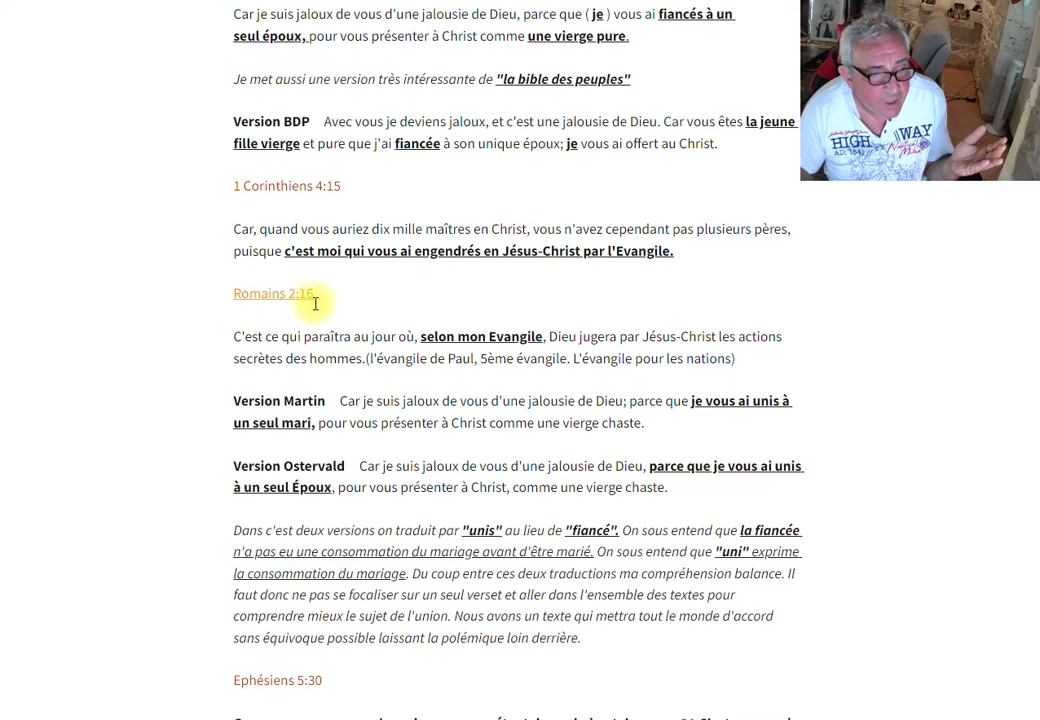 Car je suis jaloux de vous d'une jalousie de Dieu, parce que ( je ) vous ai fiancés à un
seul époux, pour vous présenter à Christ comme une vierge pure.
Je met aussi une version très intéressante de "la bible des peuples"
Version BDP Avec vous je deviens jaloux, et c'est une jalousie de Dieu. Car vous êtes la jeune
fille vierge et pure que j'ai fiancée à son unique époux; je vous ai offert au Christ.
1 Corinthiens 4:15
Car, quand vous auriez dix mille maîtres en Christ, vous n'avez cependant pas plusieurs pères,
puisque c'est moi qui vous ai engendrés en Jésus-Christ par l'Evangile.
Romains 2:16
C'est ce qui paraîtra au jour où, selon mon Evangile, Dieu jugera par Jésus-Christ les actions
secrètes des hommes.(l'évangile de Paul, 5ème évangile. L'évangile pour les nations)
Version Martin Car je suis jaloux de vous d'une jalousie de Dieu; parce que je vous ai unis à
un seul mari, pour vous présenter à Christ comme une vierge chaste.
Version Ostervald Car je suis jaloux de vous d'une jalousie de Dieu, parce que je vous ai unis
à un seul Époux, pour vous présenter à Christ, comme une vierge chaste.
Dans c'est deux versions on traduit par "unis" au lieu de "fiancé". On sous entend que la fiancée
n'a pas eu une consommation du mariage avant d'être marié. On sous entend que "uni" exprime
la consommation du mariage. Du coup entre ces deux traductions ma compréhension balance. Il
faut donc ne pas se focaliser sur un seul verset et aller dans l'ensemble des textes pour
comprendre mieux le sujet de l'union. Nous avons un texte qui mettra tout le monde d'accord
sans équivoque possible laissant la polémique loin derrière.
Ephésiens 5:30
HIGH WAY